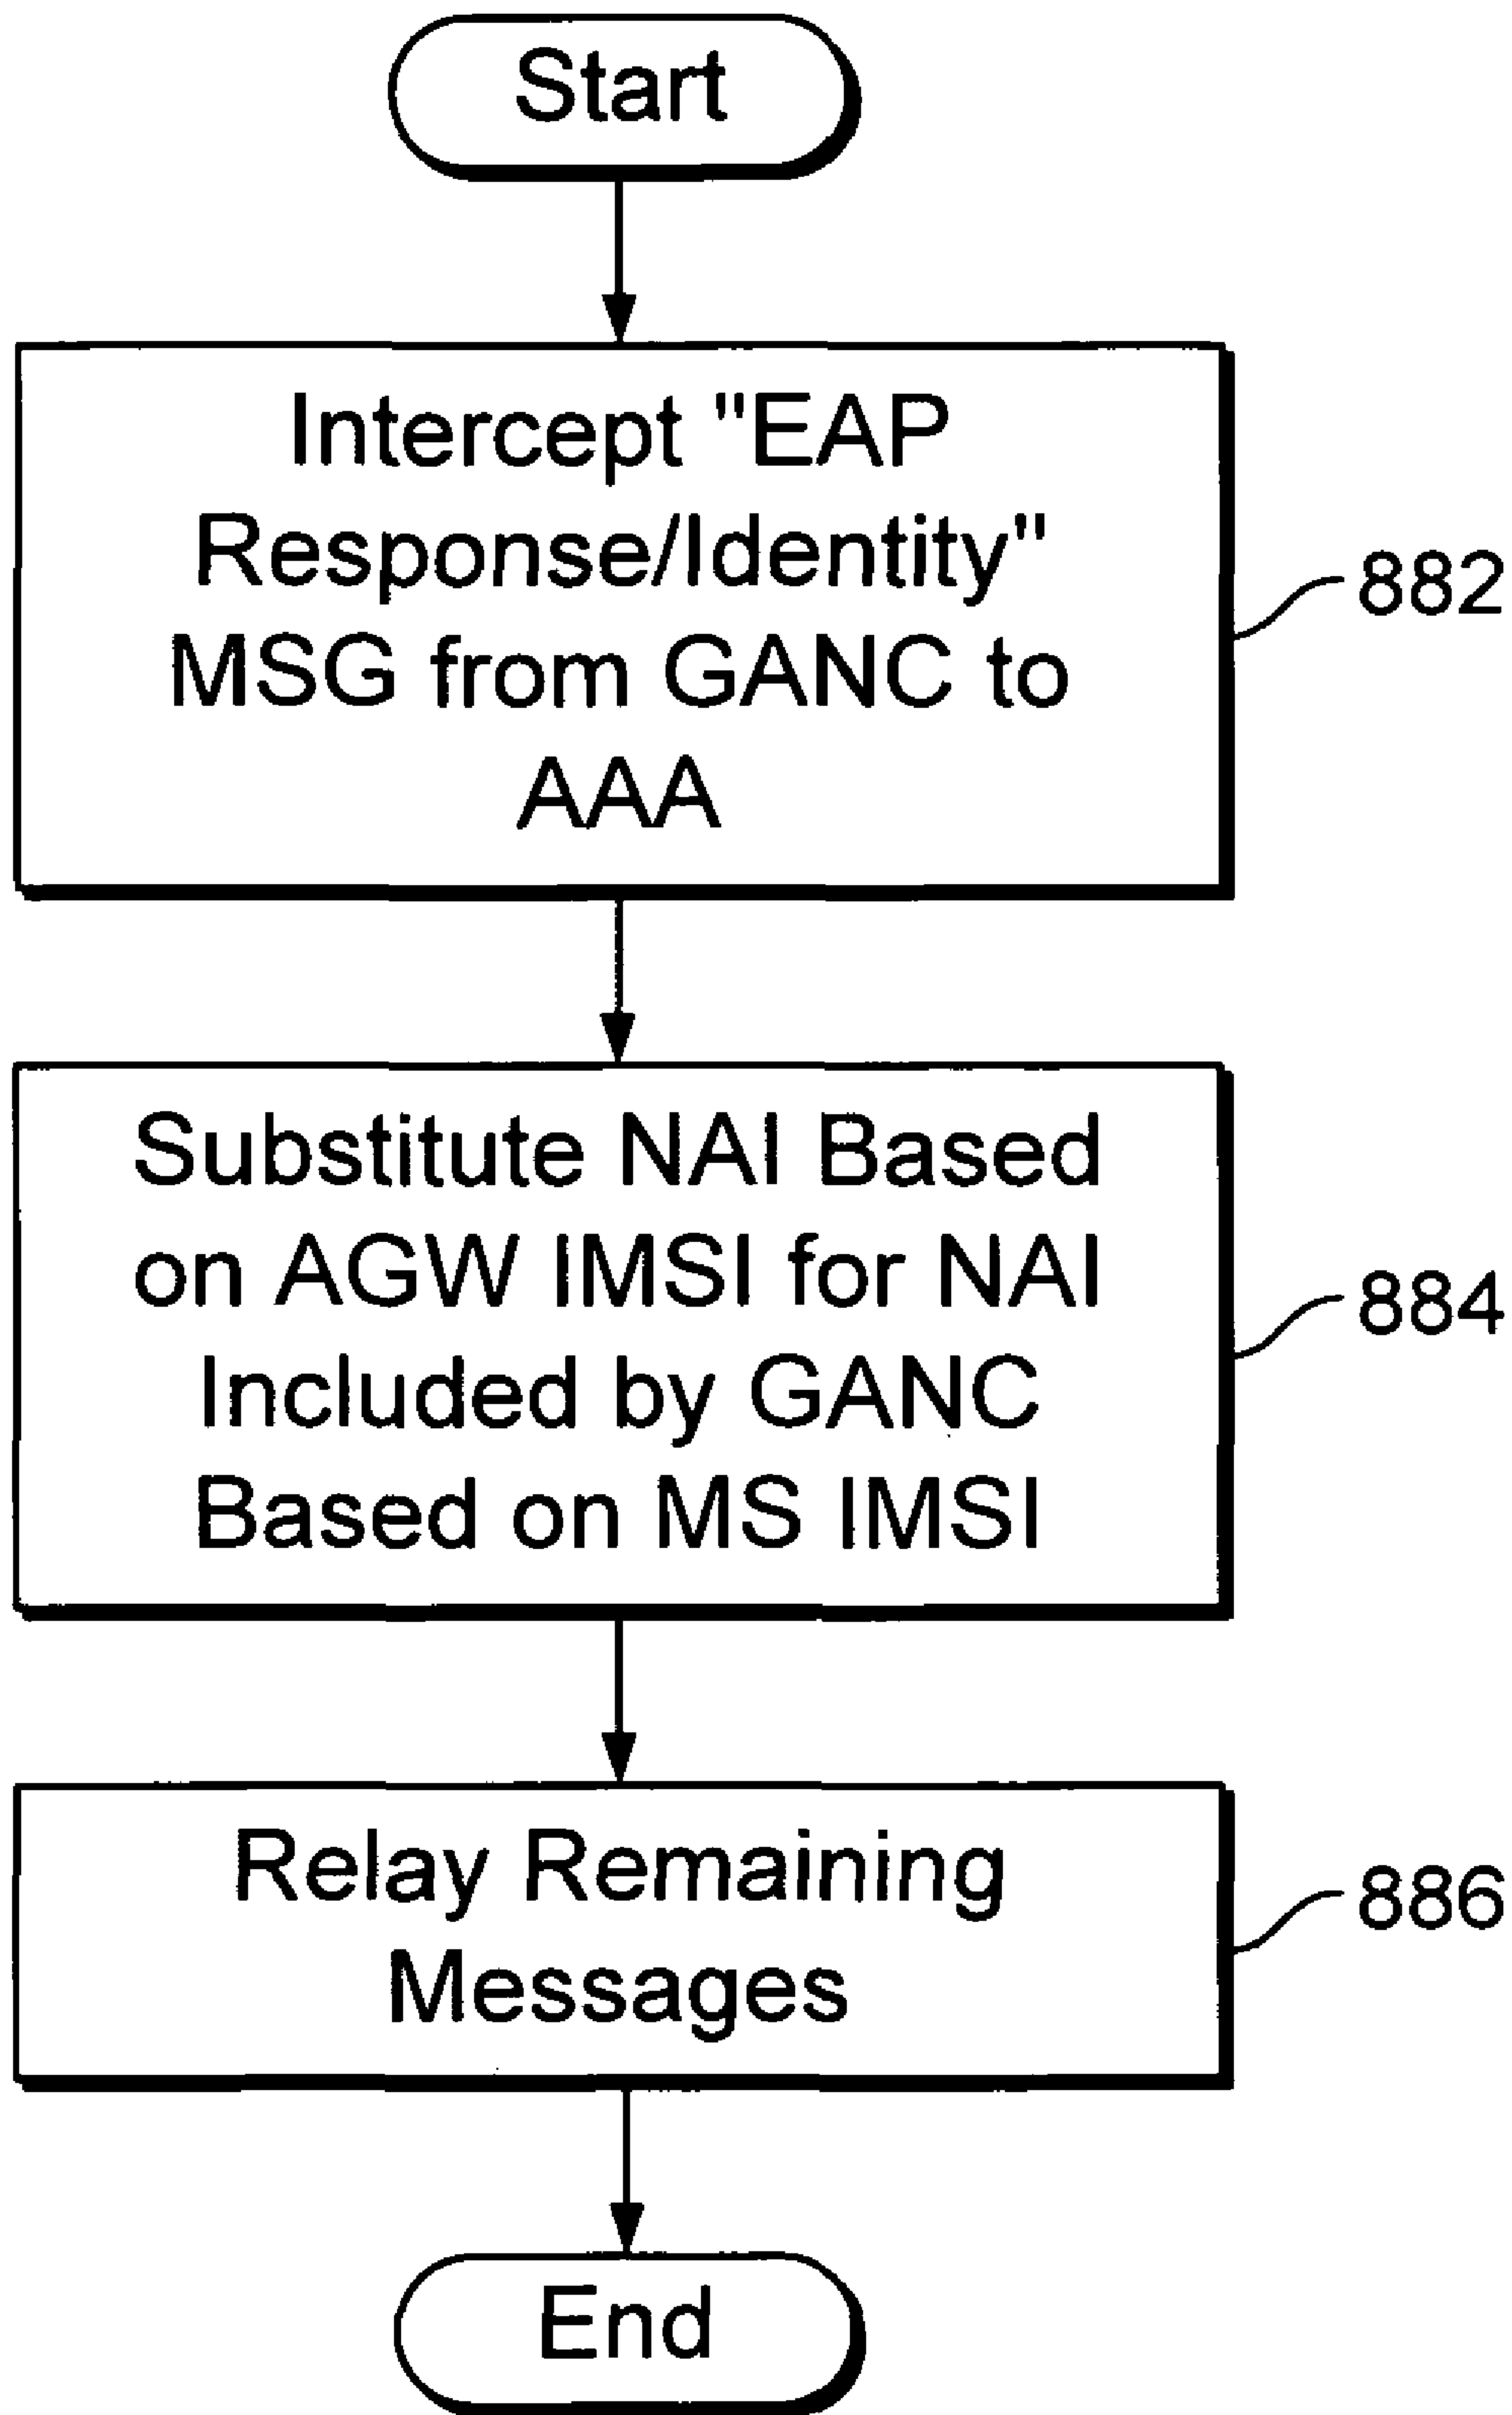 Start
Intercept "EAP
Response/Identity"
MSG from GANC to
AAA
882
Substitute NAI Based
on AGW IMSI for NAI
Included by GANC
Based on MS IMSI
884
Relay Remaining
Messages
886
End